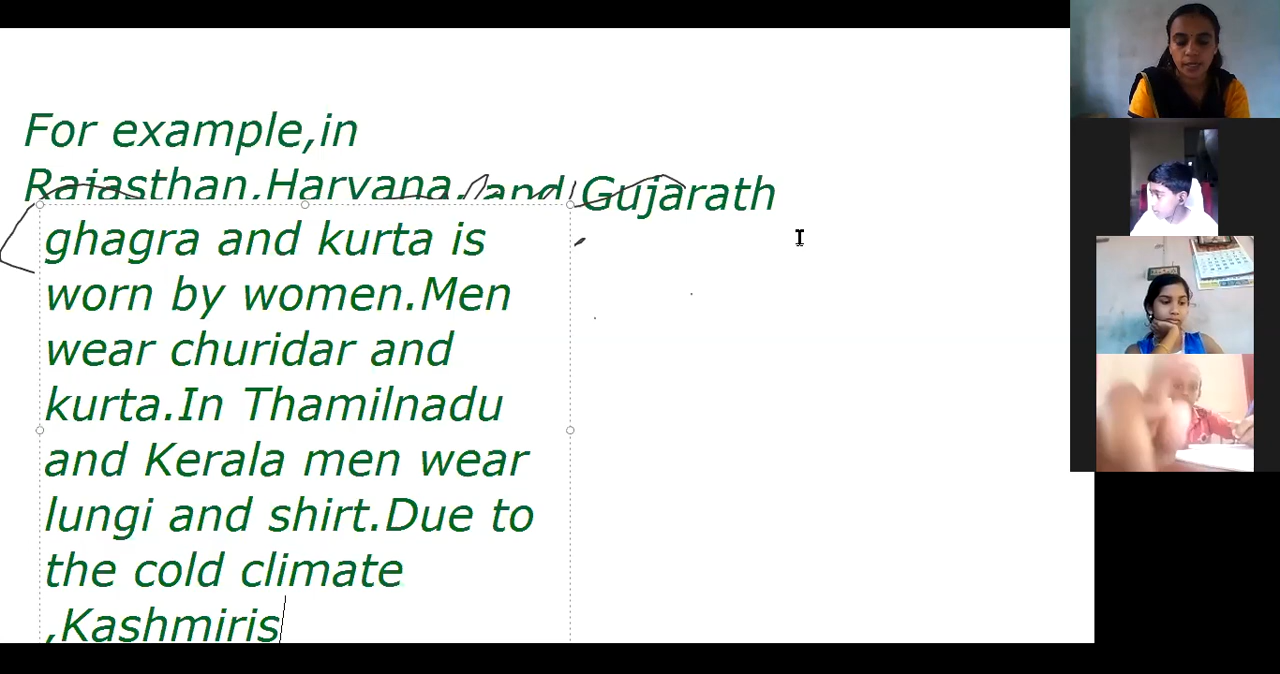 For example,in
Rajasthan,Haryana, and Gujarath
ghagra and kurta is
worn by women.Men
wear churidar and
kurta.In Thamilnadu
and Kerala men wear
lungi and shirt.Due to
the cold climate
,Kashmiris